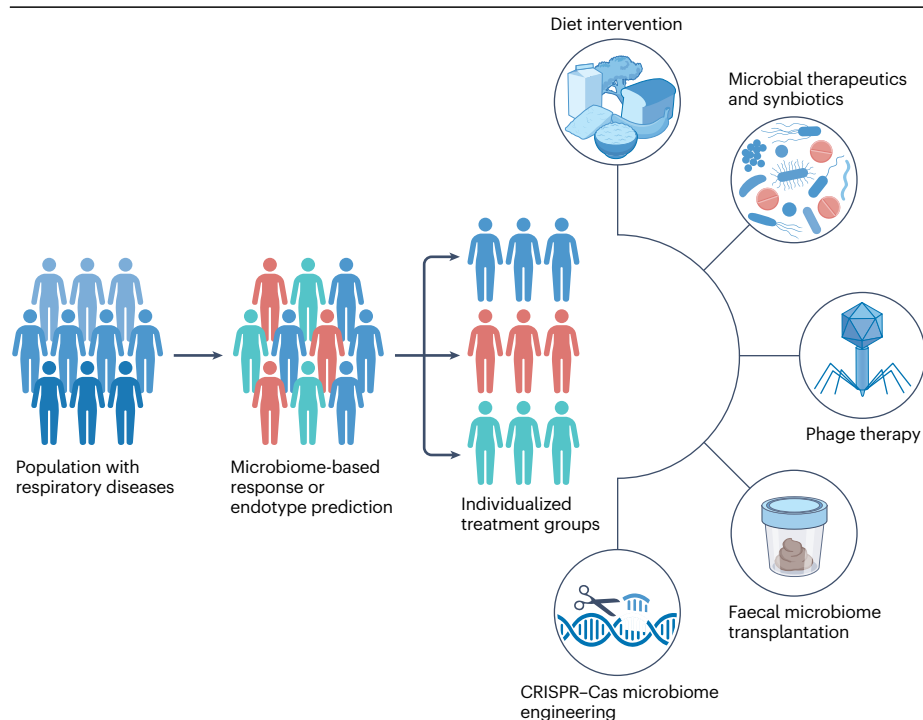 Diet intervention
Microbial therapeutics
and synbiotics
Population with
respiratory diseases
Microbiome-based
response or
endotype prediction
Individualized
treatment groups
Phage therapy
Faecal microbiome
transplantation
CRISPR–Cas microbiome
engineering